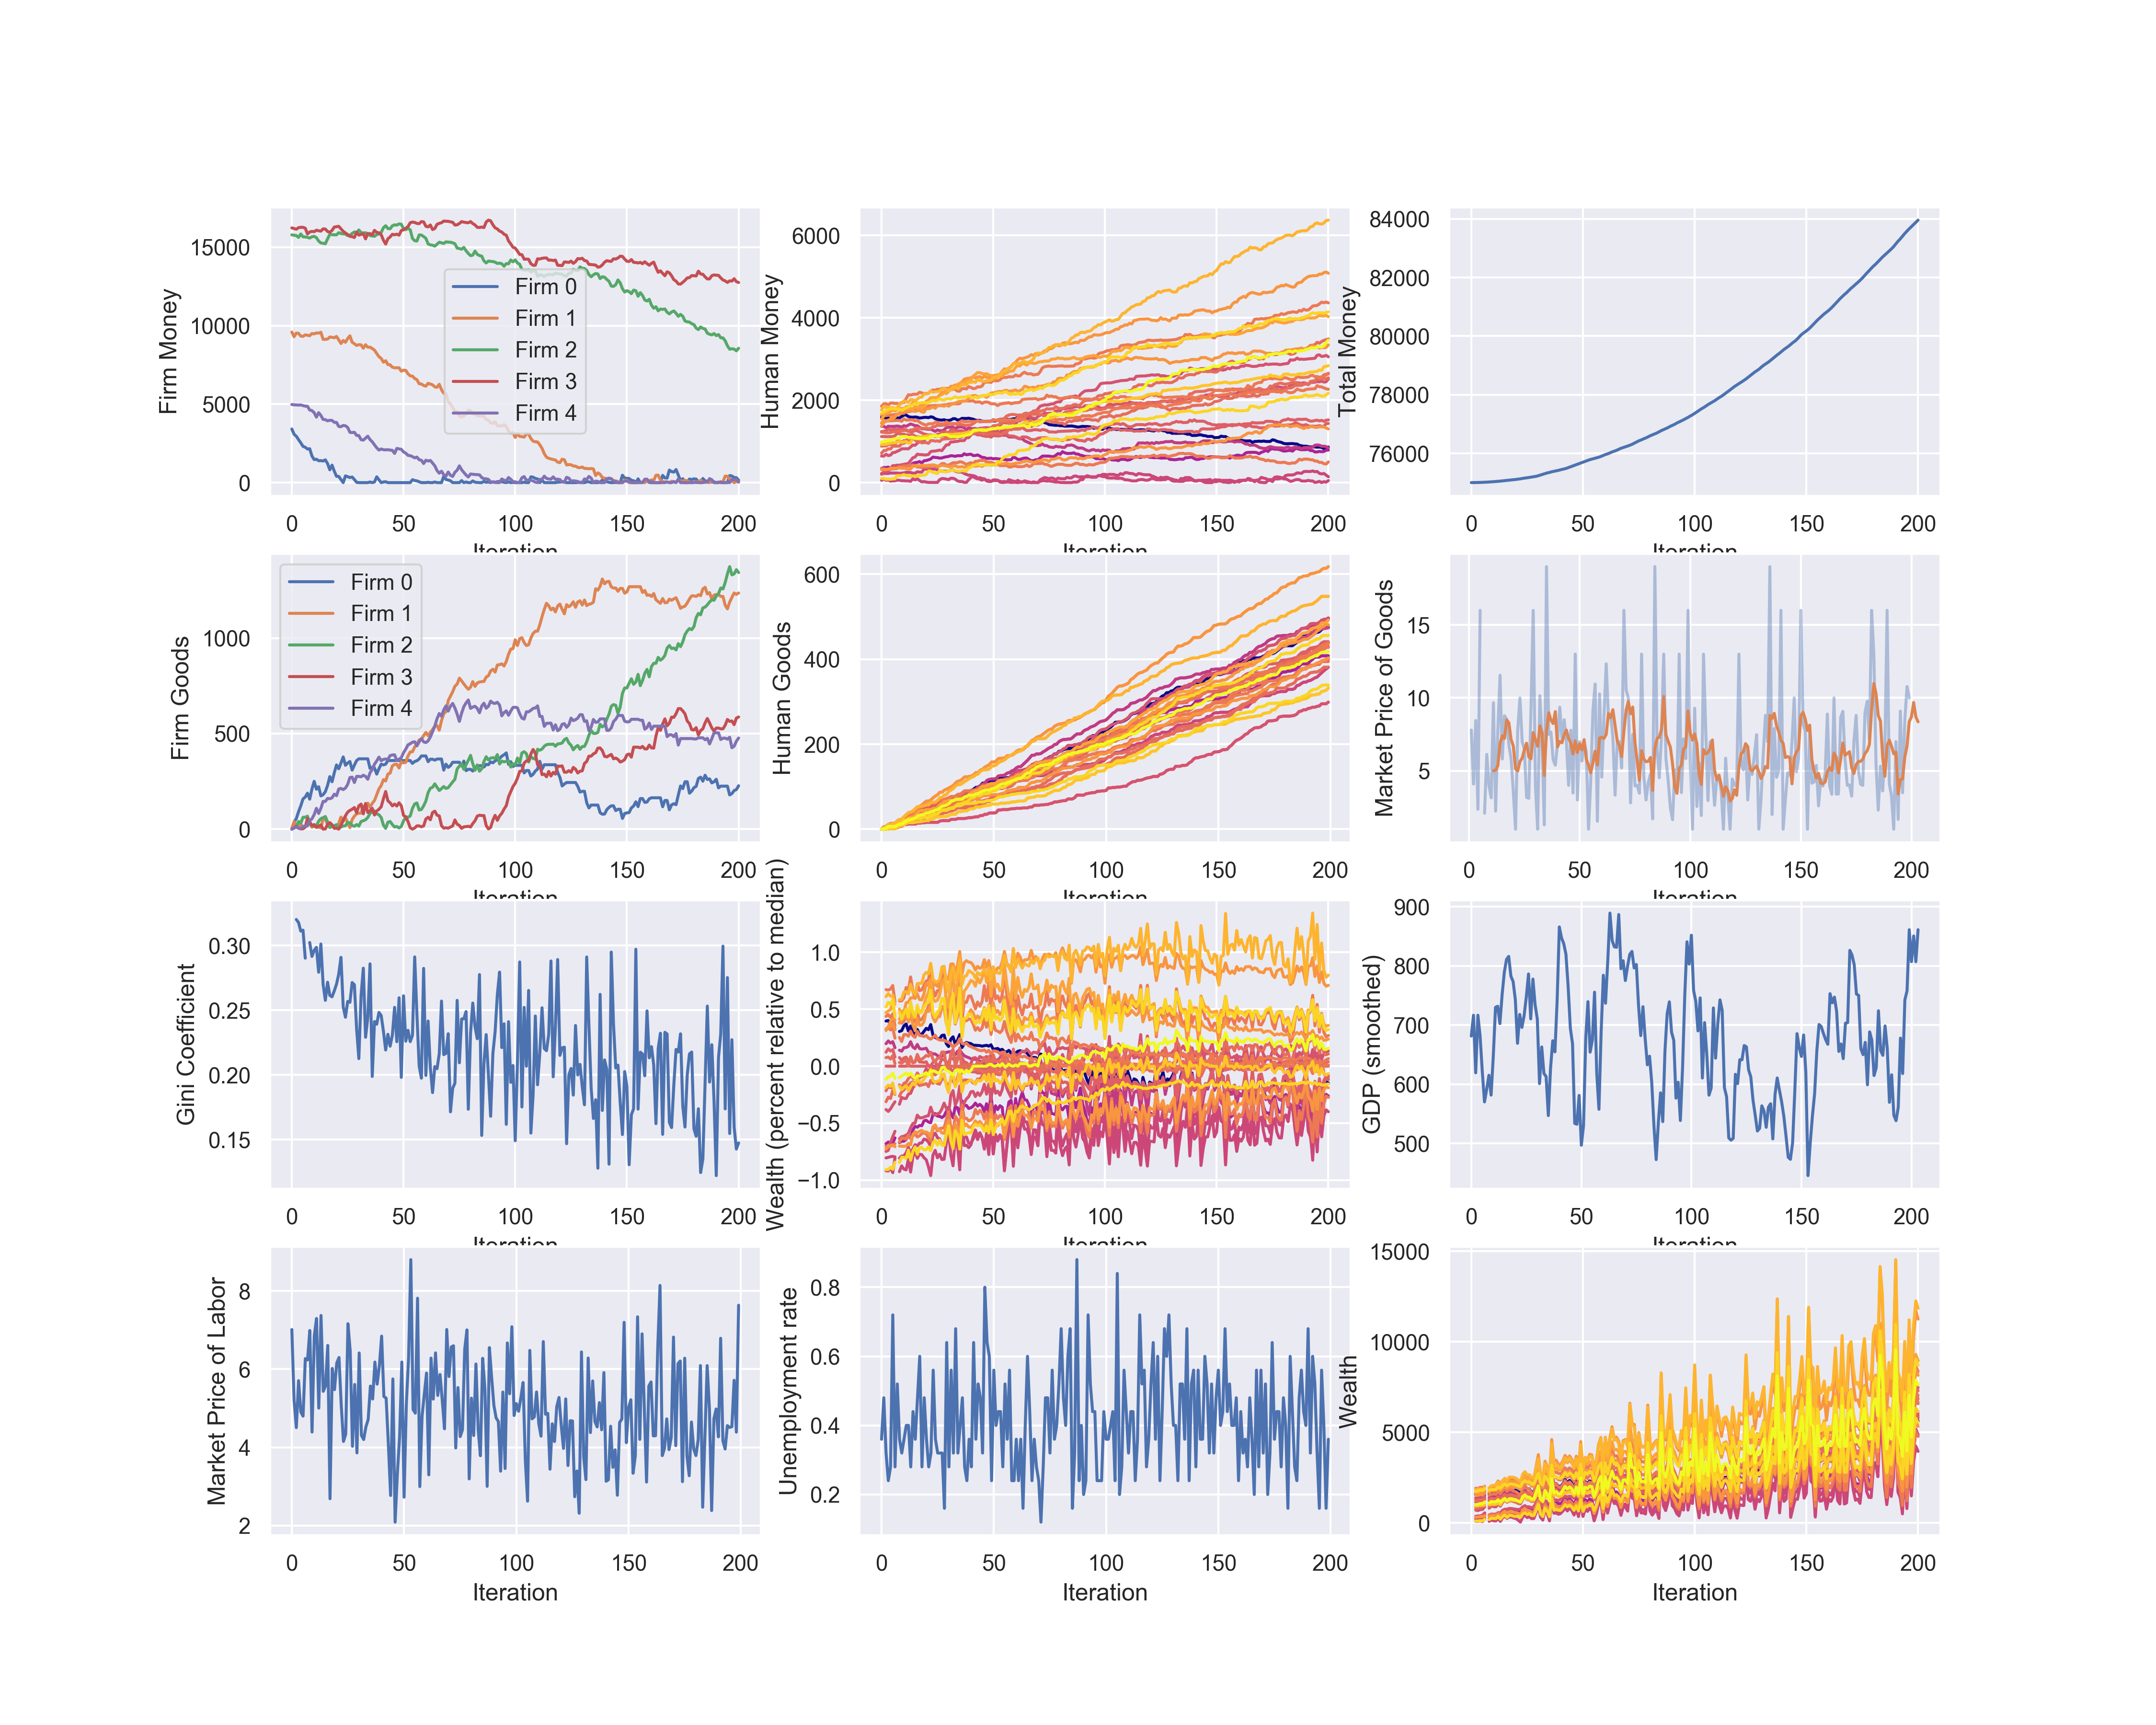 Firm Money
15000
10000
5000
0
Firm 0
Firm 1
Firm 2
Firm 3
Firm 4
0 50 100 150 200
Iteration
Human Money
6000
4000
2000
0
0 50 100 150 200
Iteration
Total Money
84000
82000
80000
78000
76000
0 50 100 150 200
Iteration
Firm Goods
1000
500
0
Firm 0
Firm 1
Firm 2
Firm 3
Firm 4
0 50 100 150 200
Iteration
Human Goods
600
400
200
0
0 50 100 150 200
Iteration
Market Price of Goods
15
10
5
0 50 100 150 200
Iteration
Gini Coefficient
0.30
0.25
0.20
0.15
0 50 100 150 200
Iteration
Wealth (percent relative to median)
1.0
0.5
0.0
−0.5
−1.0
0 50 100 150 200
Iteration
GDP (smoothed)
900
800
700
600
500
0 50 100 150 200
Iteration
Market Price of Labor
8
6
4
2
0 50 100 150 200
Iteration
Unemployment rate
0.8
0.6
0.4
0.2
0 50 100 150 200
Iteration
Wealth
15000
10000
5000
0
0 50 100 150 200
Iteration